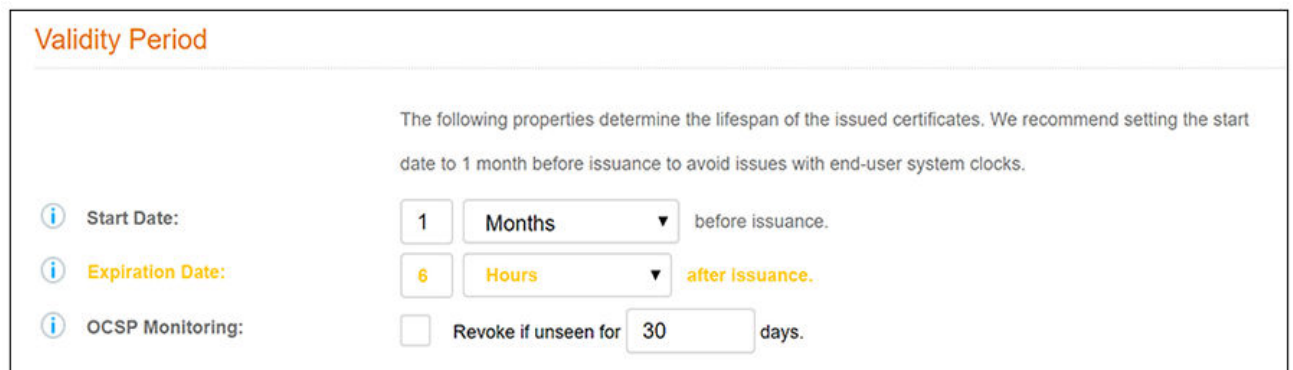 Validity Period
The following properties determine the lifespan of the issued certificates. We recommend setting the start
date to 1 month before issuance to avoid issues with end-user system clocks.
Start Date: 1 Months before issuance.
Expiration Date: 6 Hours after issuance.
OCSP Monitoring: Revoke if unseen for 30 days.